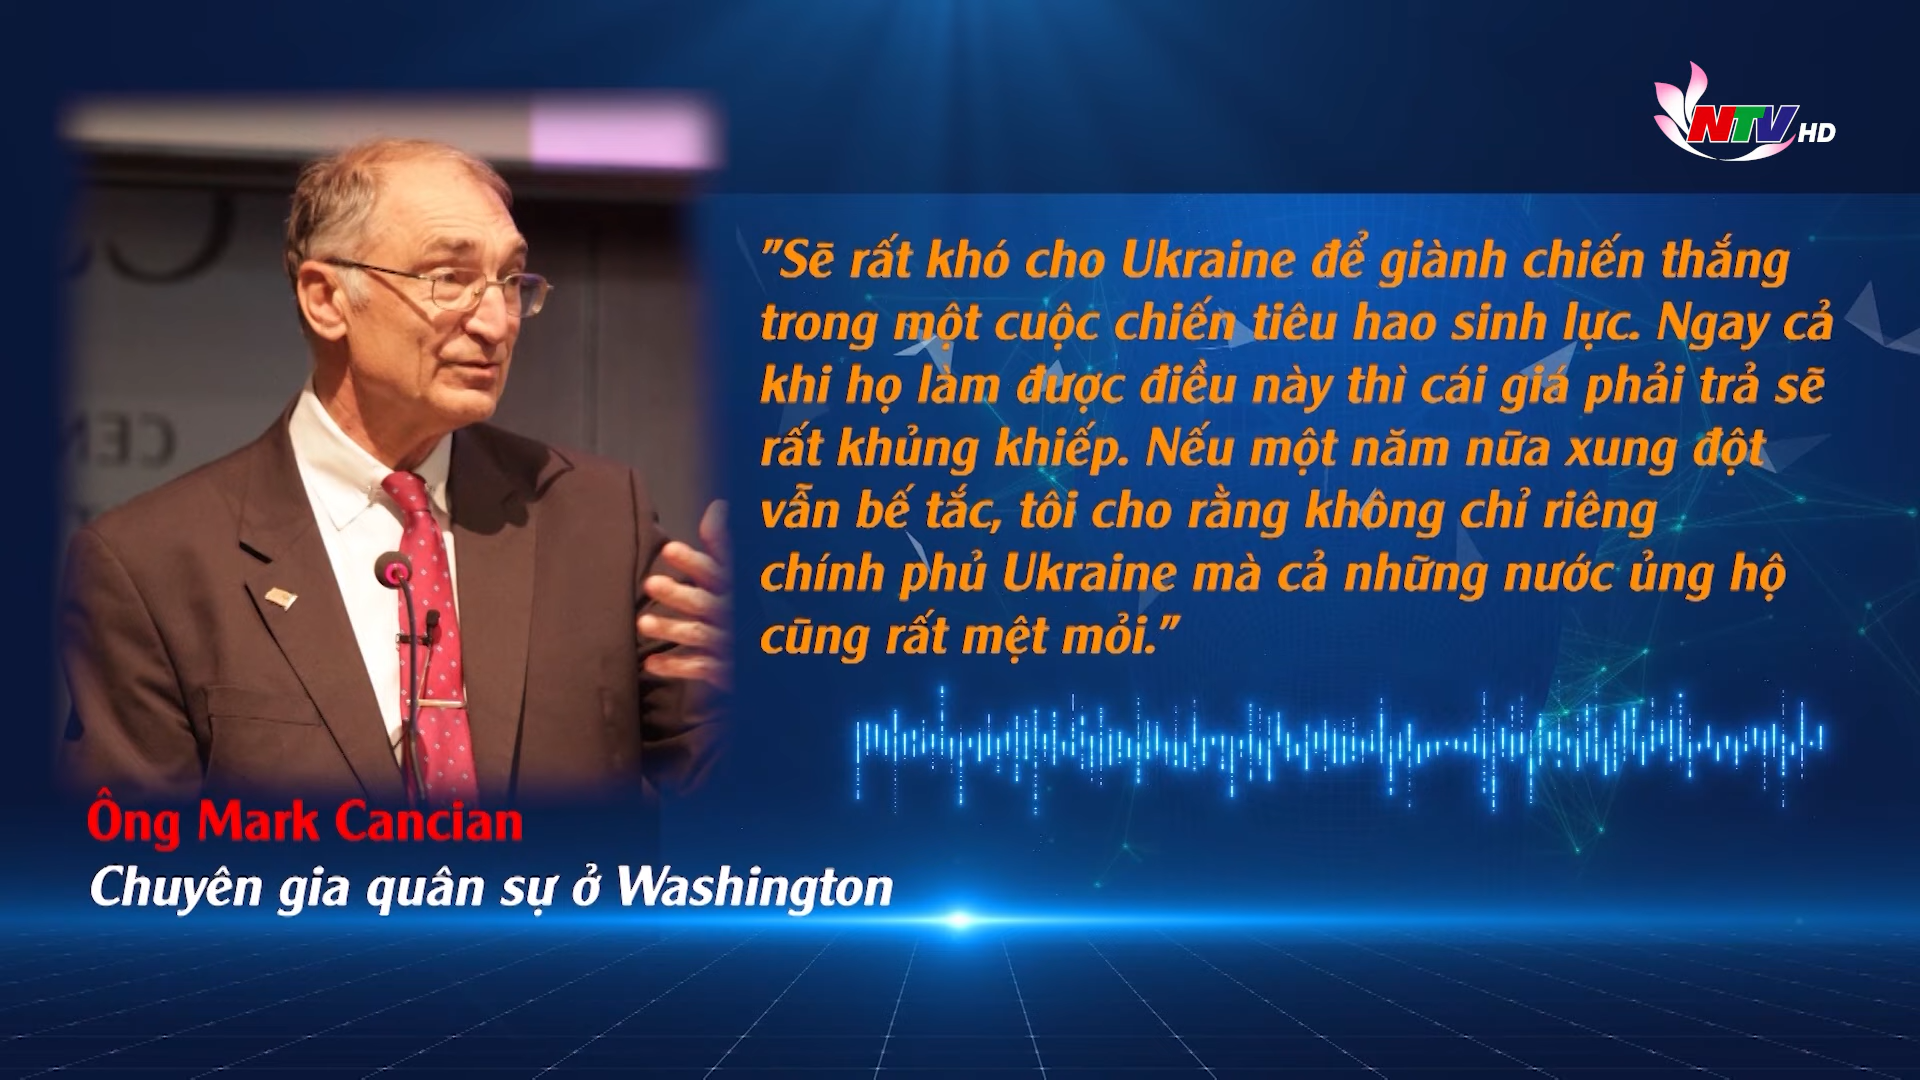 NTV HD
"Sẽ rất khó cho Ukraine để giành chiến thắng
trong một cuộc chiến tiêu hao sinh lực. Ngay cả
khi họ làm được điều này thì cái giá phải trả sẽ
rất khủng khiếp. Nếu một năm nữa xung đột
vẫn bế tắc, tôi cho rằng không chỉ riêng
chính phủ Ukraine mà cả những nước ủng hộ
cũng rất mệt mỏi."
Ông Mark Cancian
Chuyên gia quân sự ở Washington